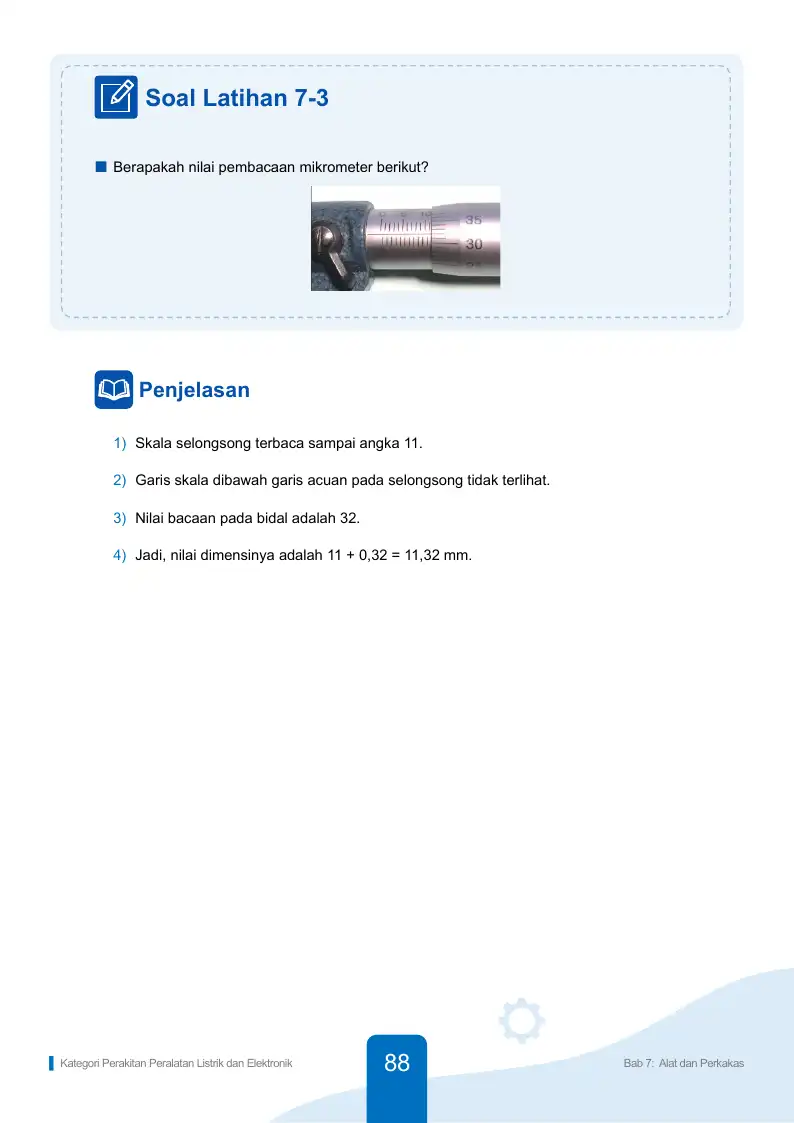 Soal Latihan 7-3
Berapakah nilai pembacaan mikrometer berikut?
0 5 10
35
30
Penjelasan
1) Skala selongsong terbaca sampai angka 11.
2) Garis skala dibawah garis acuan pada selongsong tidak terlihat.
3) Nilai bacaan pada bidal adalah 32.
4) Jadi, nilai dimensinya adalah 11 + 0,32 = 11,32 mm.
Kategori Perakitan Peralatan Listrik dan Elektronik
88
Bab 7: Alat dan Perkakas